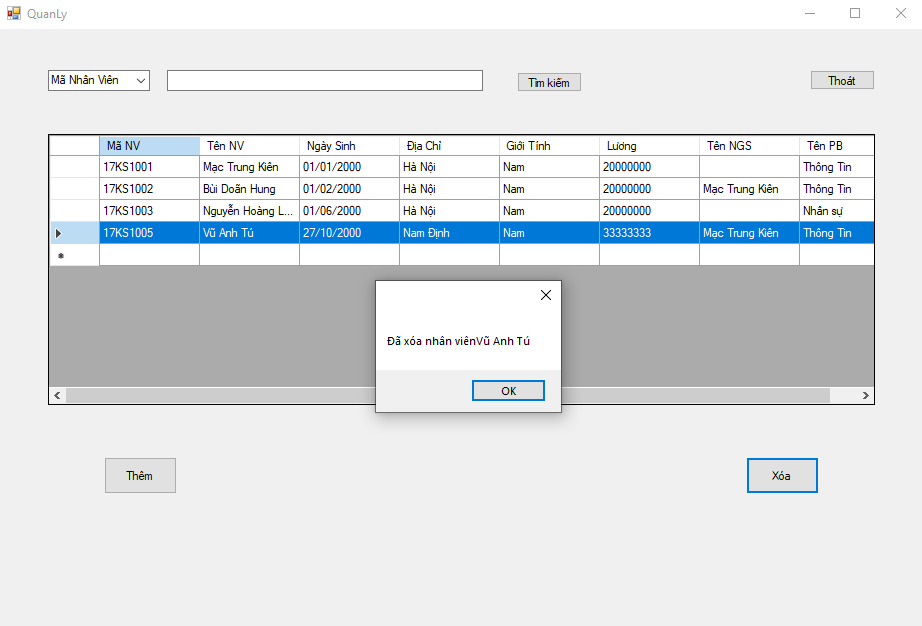 QuanLy
Mã Nhân Viên Tìm kiếm Thoát
Mã NV Tên NV Ngày Sinh Địa Chỉ Giới Tính Lương Tên NGS Tên PB
17KS1001 Mạc Trung Kiên 01/01/2000 Hà Nội Nam 20000000 Thông Tin
17KS1002 Bùi Doãn Hung 01/02/2000 Hà Nội Nam 20000000 Mạc Trung Kiên Thông Tin
17KS1003 Nguyễn Hoàng L... 01/06/2000 Hà Nội Nam 20000000 Nhân sự
17KS1005 Vũ Anh Tú 27/10/2000 Nam Định Nam 33333333 Mạc Trung Kiên Thông Tin
Đã xóa nhân viênVũ Anh Tú
OK
Thêm Xóa